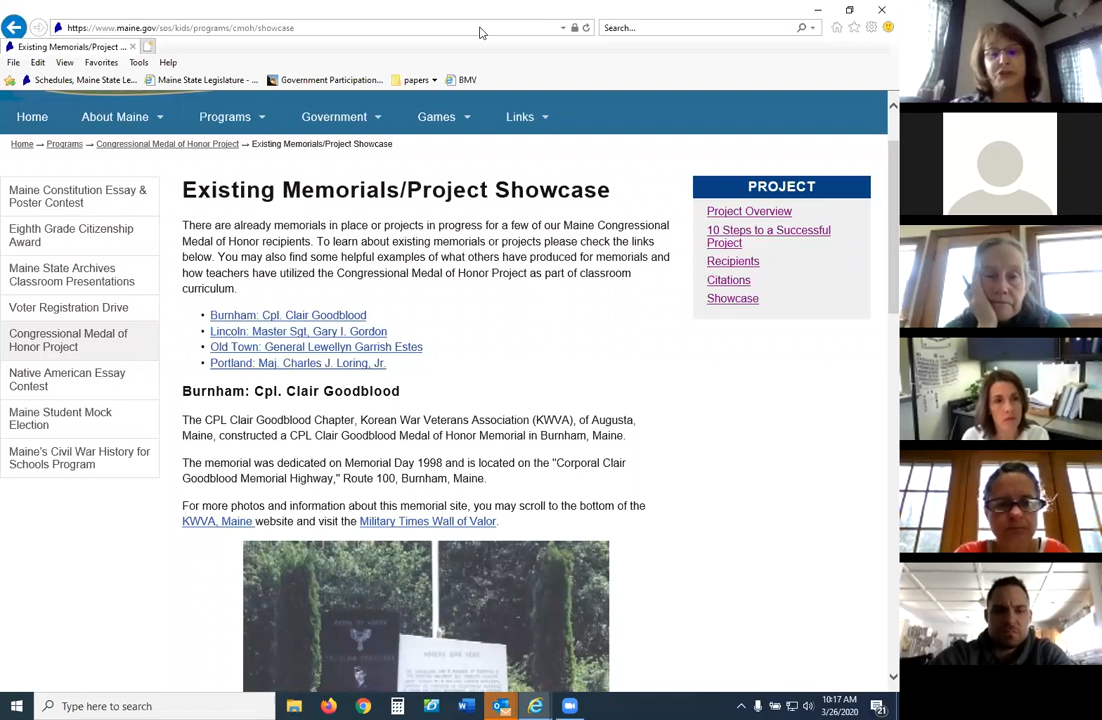 https://www.maine.gov/sos/kids/programs/cmoh/showcase
Search...
Existing Memorials/Project ...
File Edit View Favorites Tools Help
Schedules, Maine State Le... Maine State Legislature - ... Government Participation... papers BMV
Home About Maine Programs Government Games Links
Home → Programs → Congressional Medal of Honor Project → Existing Memorials/Project Showcase
Maine Constitution Essay &
Poster Contest
Eighth Grade Citizenship
Award
Maine State Archives
Classroom Presentations
Voter Registration Drive
Congressional Medal of
Honor Project
Native American Essay
Contest
Maine Student Mock
Election
Maine's Civil War History for
Schools Program
Existing Memorials/Project Showcase
There are already memorials in place or projects in progress for a few of our Maine Congressional
Medal of Honor recipients. To learn about existing memorials or projects please check the links
below. You may also find some helpful examples of what others have produced for memorials and
how teachers have utilized the Congressional Medal of Honor Project as part of classroom
curriculum.
• Burnham: Cpl. Clair Goodblood
• Lincoln: Master Sgt, Gary I. Gordon
• Old Town: General Lewellyn Garrish Estes
• Portland: Maj. Charles J. Loring, Jr.
Burnham: Cpl. Clair Goodblood
The CPL Clair Goodblood Chapter, Korean War Veterans Association (KWVA), of Augusta,
Maine, constructed a CPL Clair Goodblood Medal of Honor Memorial in Burnham, Maine.
The memorial was dedicated on Memorial Day 1998 and is located on the "Corporal Clair
Goodblood Memorial Highway," Route 100, Burnham, Maine.
For more photos and information about this memorial site, you may scroll to the bottom of the
KWVA, Maine website and visit the Military Times Wall of Valor.
PROJECT
Project Overview
10 Steps to a Successful
Project
Recipients
Citations
Showcase
Type here to search
10:17 AM
3/26/2020
21